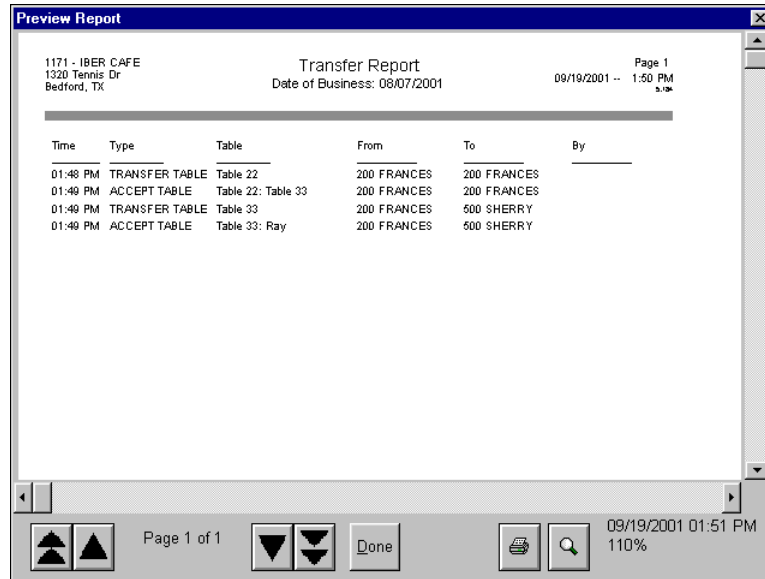 Preview Report
1171 - IBER CAFE
1320 Tennis Dr
Bedford, TX
Transfer Report
Date of Business: 08/07/2001
Page 1
09/19/2001 -- 1:50 PM
Time Type Table From To By
01:48 PM TRANSFER TABLE Table 22 200 FRANCES 200 FRANCES
01:49 PM ACCEPT TABLE Table 22: Table 33 200 FRANCES 200 FRANCES
01:49 PM TRANSFER TABLE Table 33 200 FRANCES 500 SHERRY
01:49 PM ACCEPT TABLE Table 33: Ray 200 FRANCES 500 SHERRY
Page 1 of 1
Done
09/19/2001 01:51 PM
110%